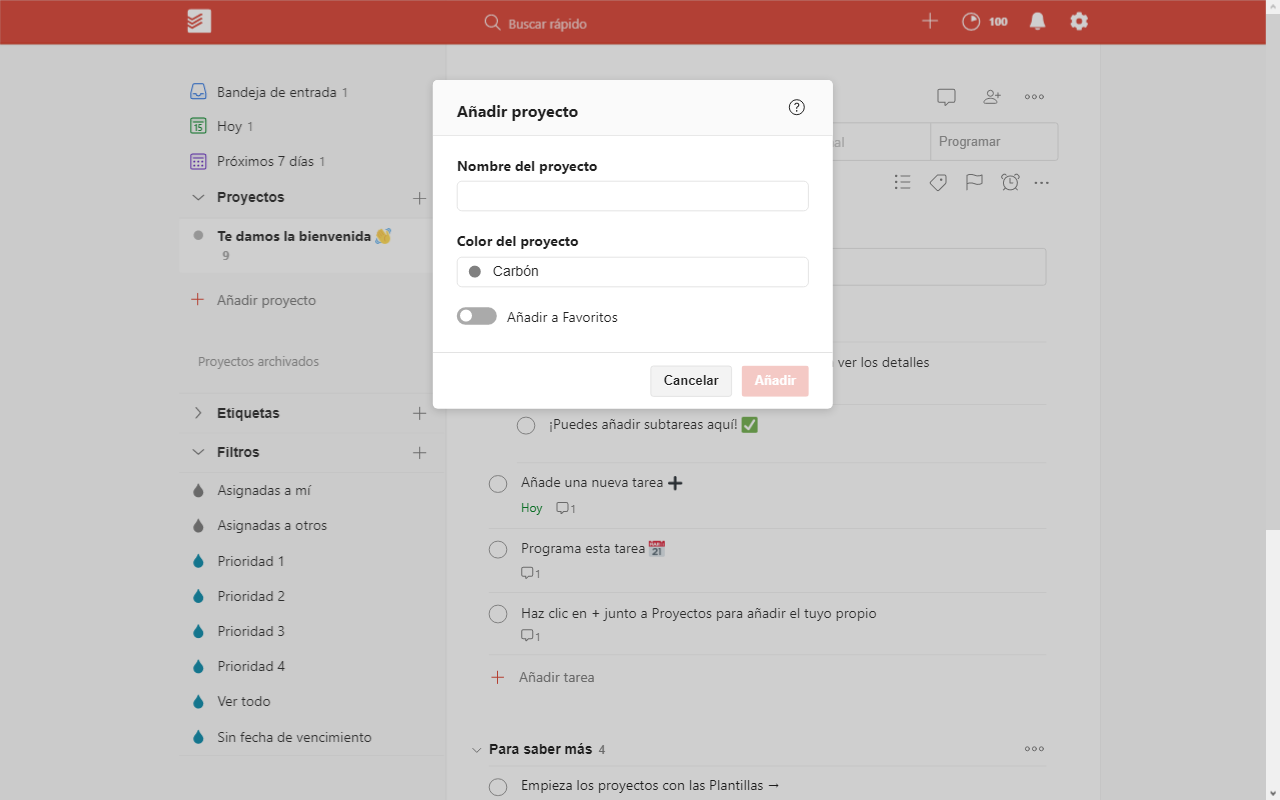 Buscar rápido
100
Bandeja de entrada 1
Hoy 1
Próximos 7 días 1
Proyectos
Te damos la bienvenida 👋
9
Añadir proyecto
Proyectos archivados
Etiquetas
Filtros
Asignadas a mí
Asignadas a otros
Prioridad 1
Prioridad 2
Prioridad 3
Prioridad 4
Ver todo
Sin fecha de vencimiento
Añadir proyecto
Nombre del proyecto
Color del proyecto
Carbón
Añadir a Favoritos
Cancelar
Añadir
Programar
ver los detalles
¡Puedes añadir subtareas aquí! ✅
Añade una nueva tarea ➕
Hoy 1
Programa esta tarea 📅
1
Haz clic en + junto a Proyectos para añadir el tuyo propio
1
Añadir tarea
Para saber más 4
Empieza los proyectos con las Plantillas →